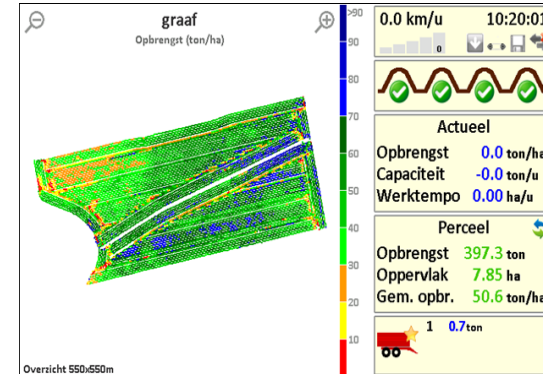 graaf
Opbrengst (ton/ha)
>90
90
80
70
60
50
40
30
20
10
Overzicht 550x550m
0.0 km/u 10:20:01
0
Actueel
Opbrengst 0.0 ton/ha
Capaciteit -0.0 ton/u
Werktempo 0.00 ha/u
Perceel
Opbrengst 397.3 ton
Oppervlak 7.85 ha
Gem. opbr. 50.6 ton/ha
1 0.7 ton